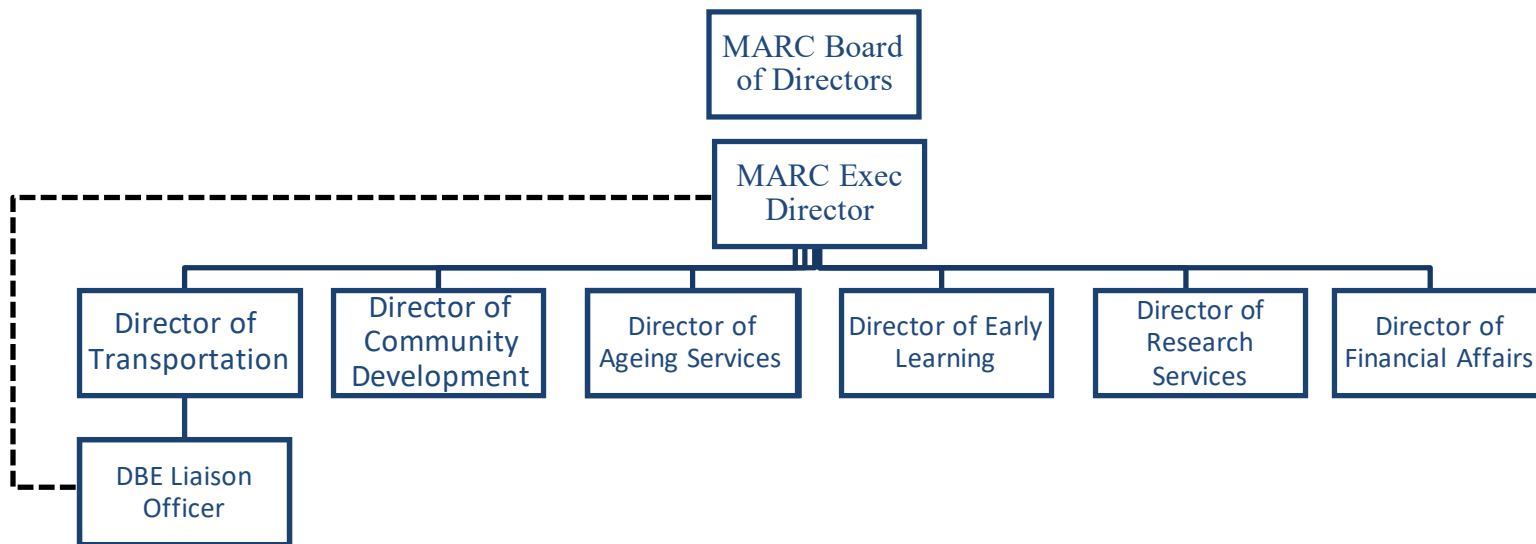 MARC Board
of Directors
MARC Exec
Director
Director of
Transportation
Director of
Community
Development
Director of
Ageing Services
Director of Early
Learning
Director of
Research
Services
Director of
Financial Affairs
DBE Liaison
Officer